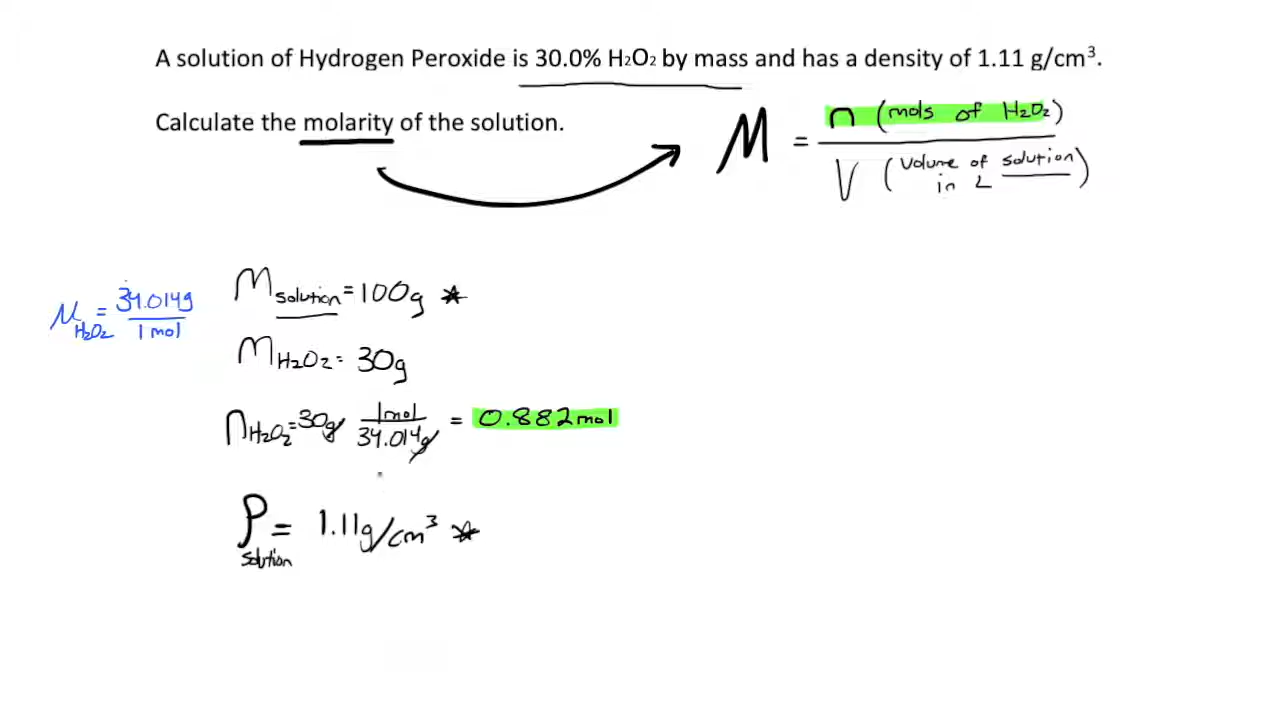 A solution of Hydrogen Peroxide is 30.0% H₂O₂ by mass and has a density of 1.11 g/cm³.
Calculate the molarity of the solution.
M = n (mols of H₂O₂) / V (volume of solution in L)
M H₂O₂ = 34.014g / 1 mol
M solution = 100g *
M H₂O₂ = 30g
n H₂O₂ = 30g 1mol / 34.014g = 0.882 mol
ρ solution = 1.11g/cm³ *